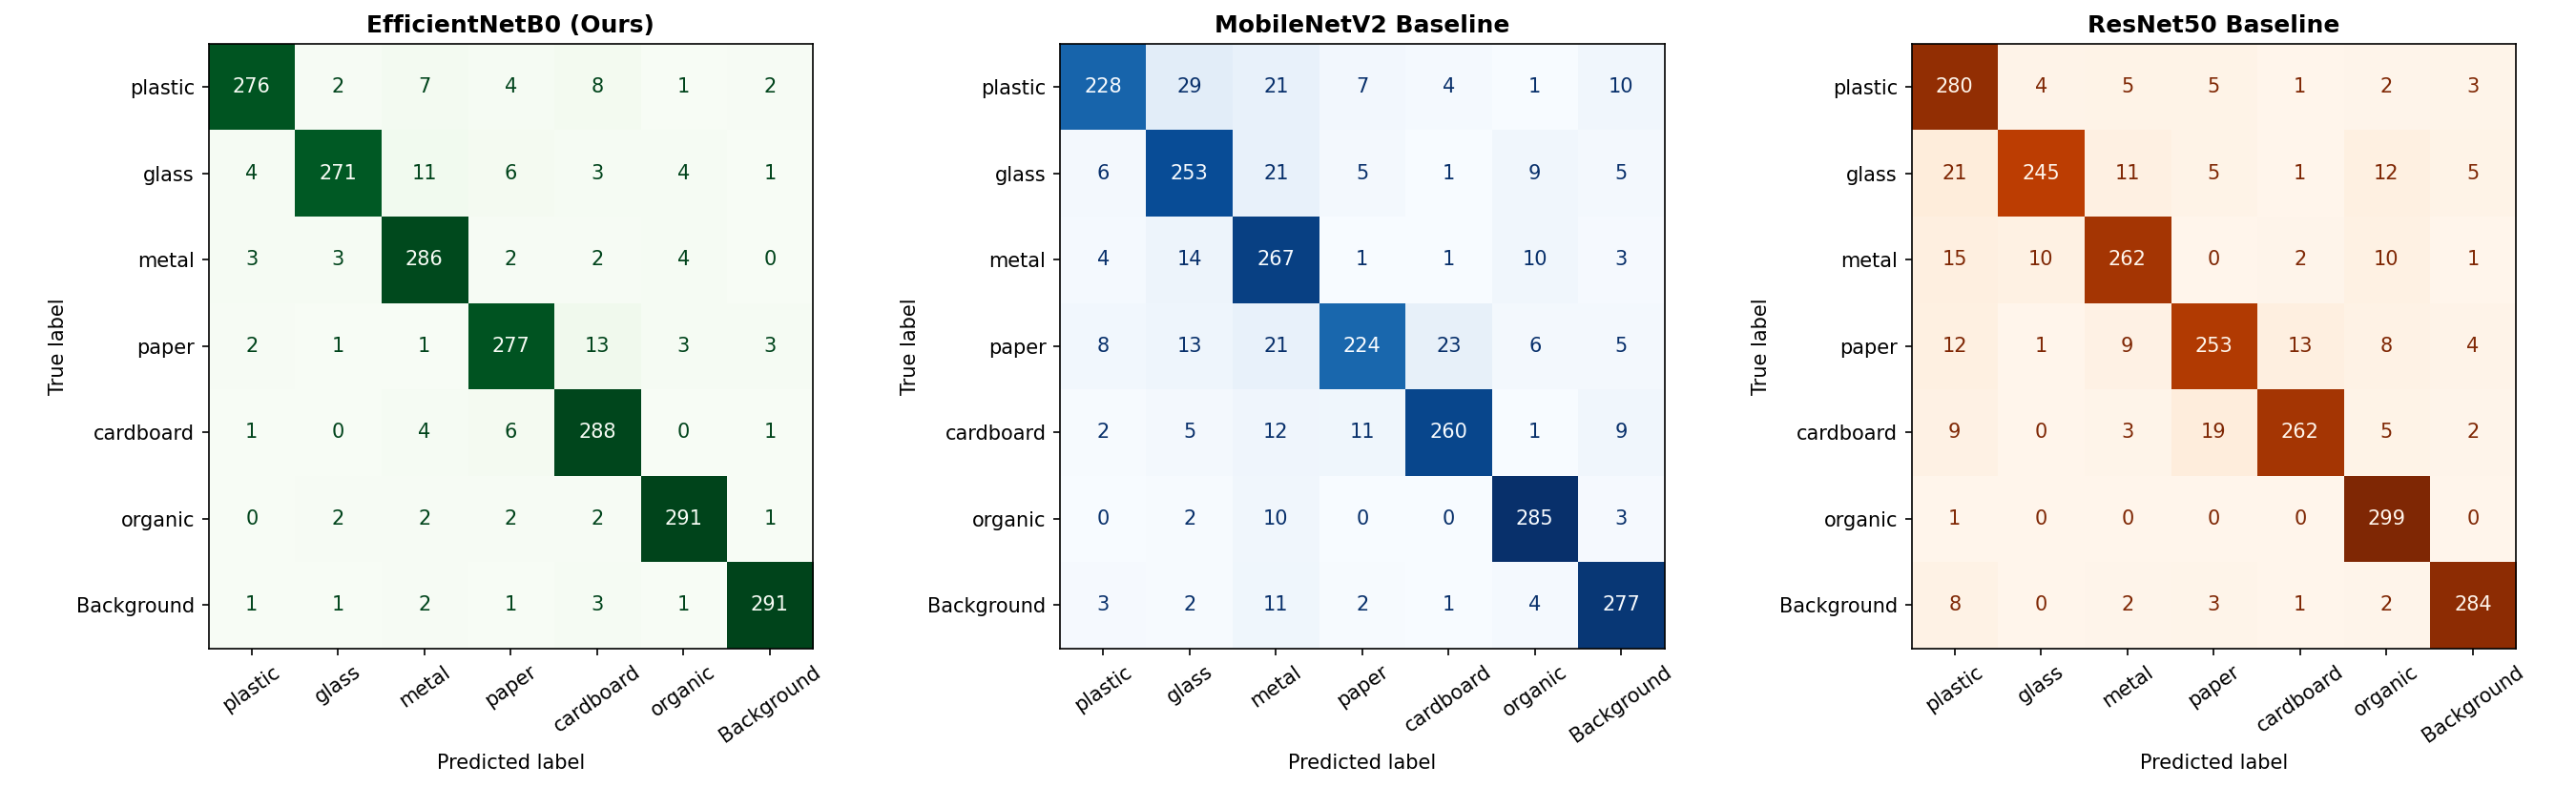 EfficientNetB0 (Ours)
True label
plastic 276 2 7 4 8 1 2
glass 4 271 11 6 3 4 1
metal 3 3 286 2 2 4 0
paper 2 1 1 277 13 3 3
cardboard 1 0 4 6 288 0 1
organic 0 2 2 2 2 291 1
Background 1 1 2 1 3 1 291
plastic glass metal paper cardboard organic Background
Predicted label
MobileNetV2 Baseline
True label
plastic 228 29 21 7 4 1 10
glass 6 253 21 5 1 9 5
metal 4 14 267 1 1 10 3
paper 8 13 21 224 23 6 5
cardboard 2 5 12 11 260 1 9
organic 0 2 10 0 0 285 3
Background 3 2 11 2 1 4 277
plastic glass metal paper cardboard organic Background
Predicted label
ResNet50 Baseline
True label
plastic 280 4 5 5 1 2 3
glass 21 245 11 5 1 12 5
metal 15 10 262 0 2 10 1
paper 12 1 9 253 13 8 4
cardboard 9 0 3 19 262 5 2
organic 1 0 0 0 0 299 0
Background 8 0 2 3 1 2 284
plastic glass metal paper cardboard organic Background
Predicted label